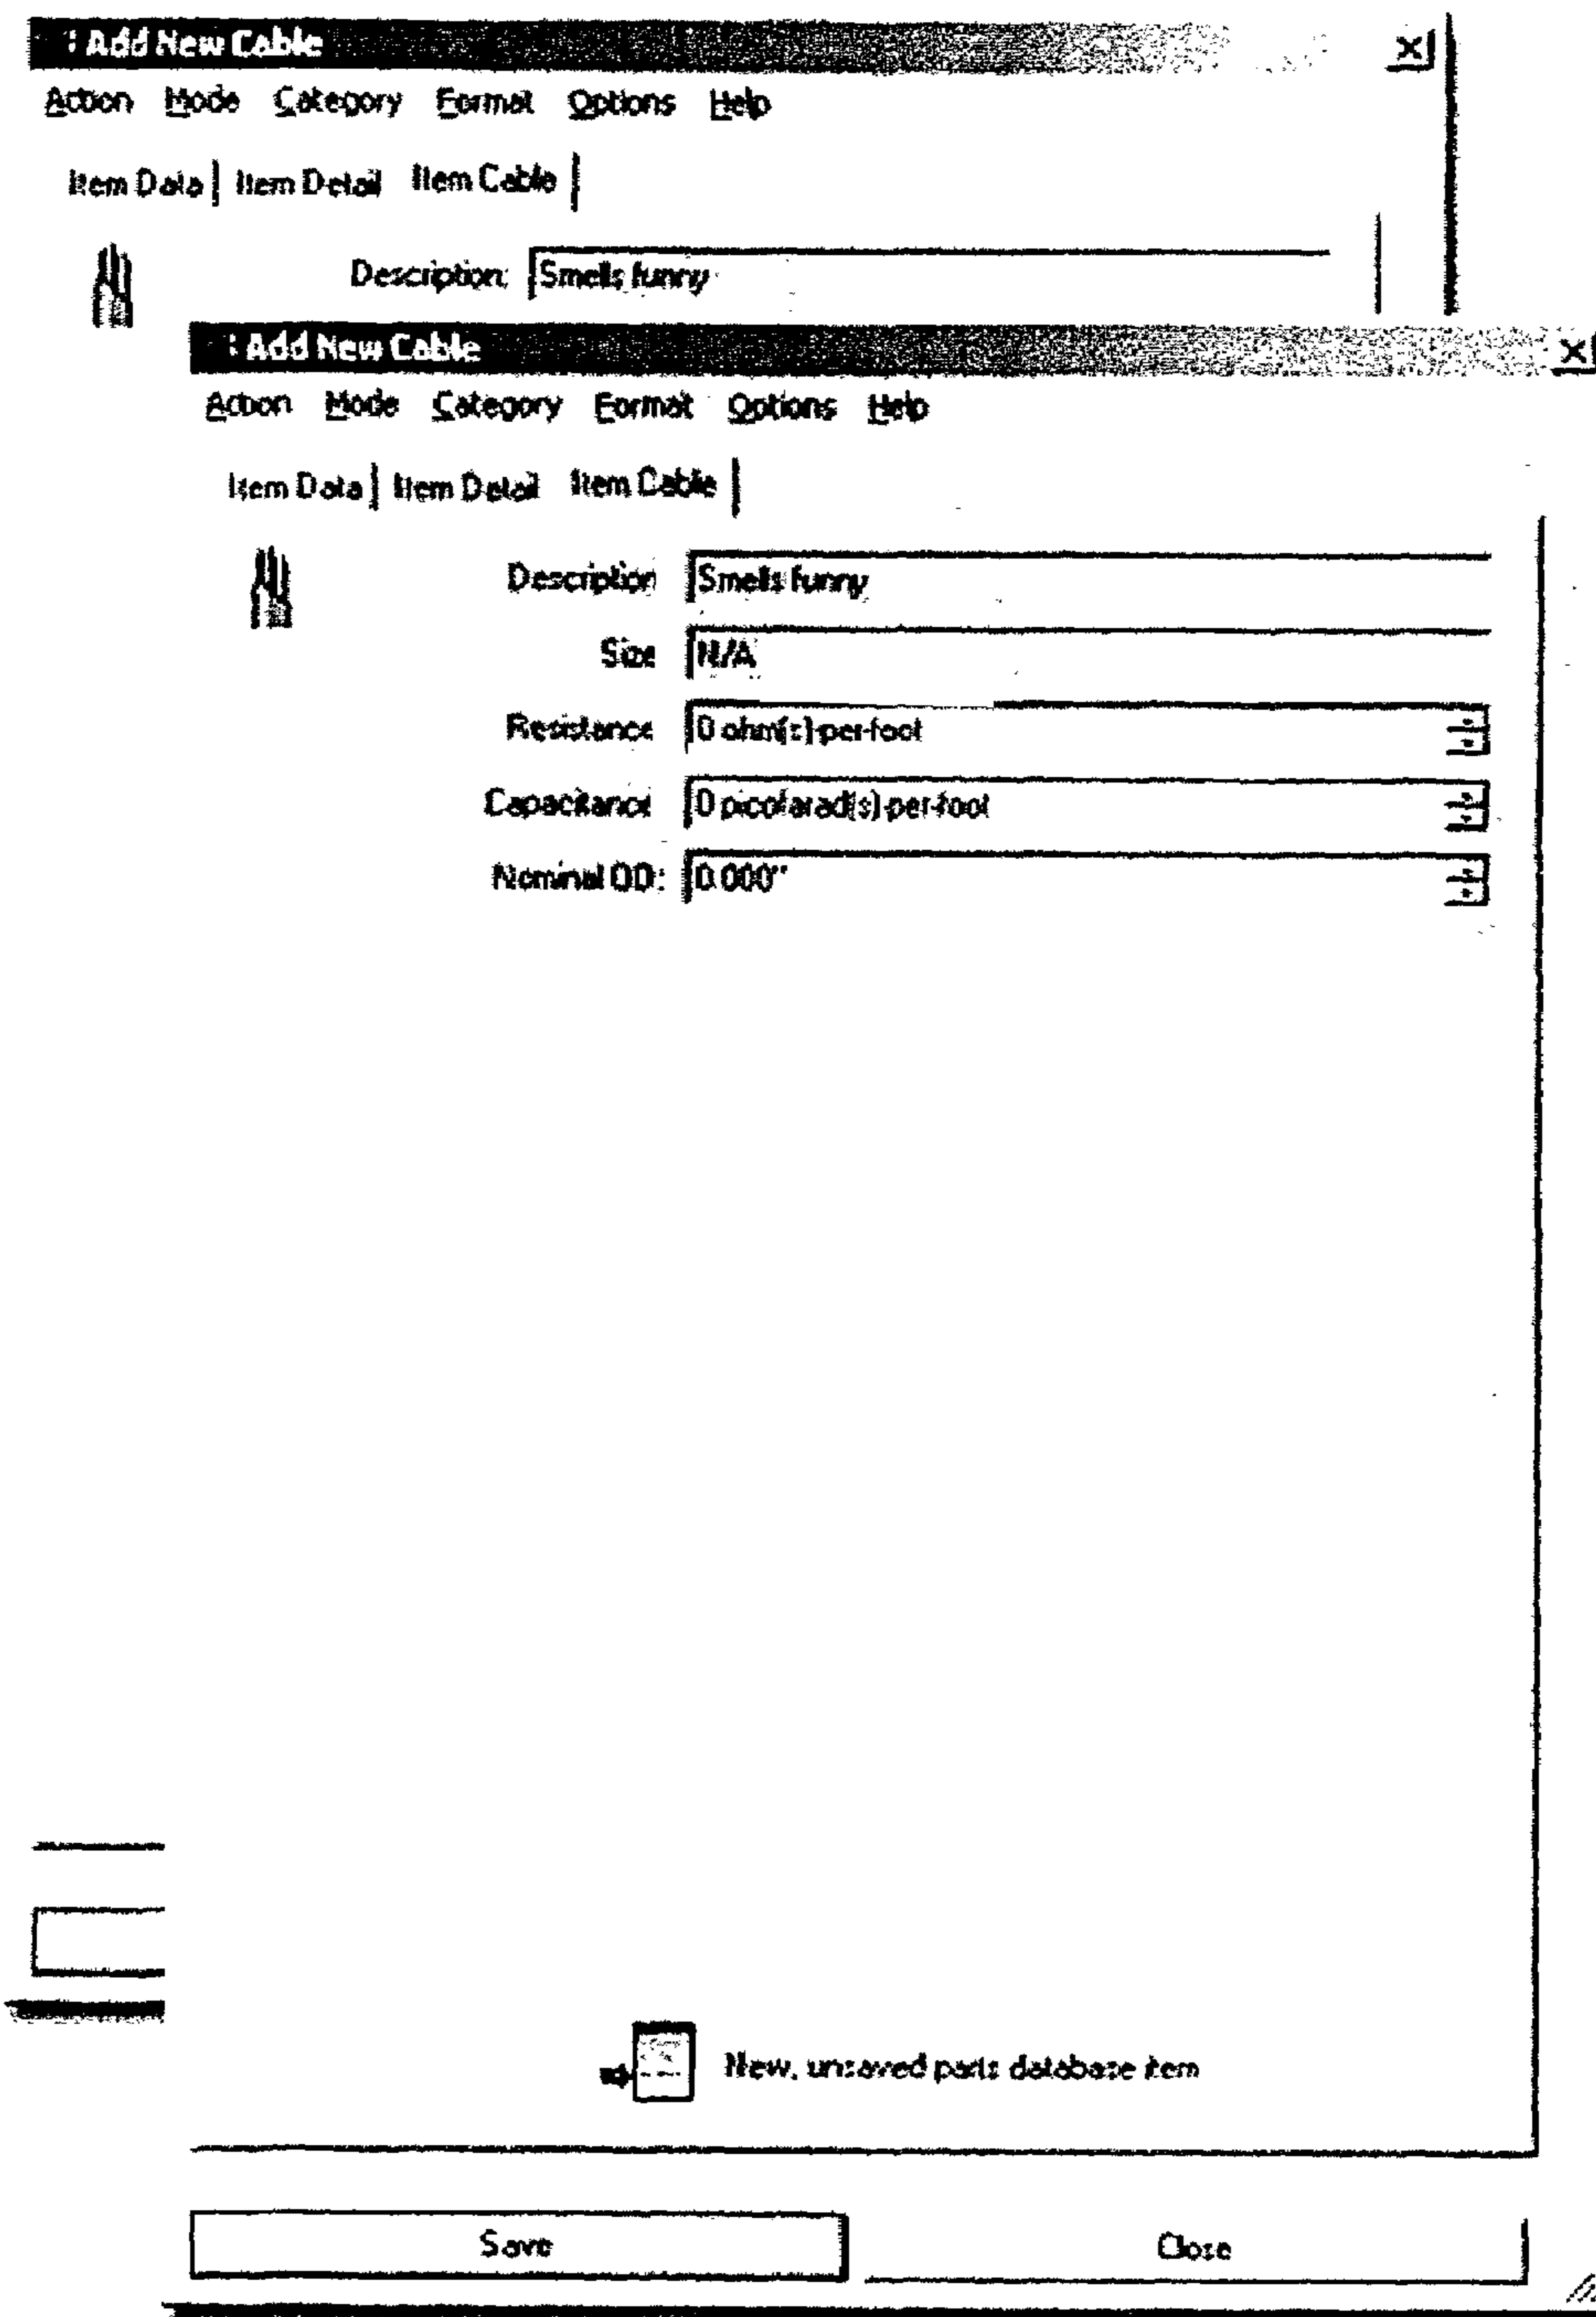 : Add New Cable
Action Mode Category Format Options Help
Item Data Item Detail Item Cable
Description: Smells funny
: Add New Cable
Action Mode Category Format Options Help
Item Data Item Detail Item Cable
Description Smells funny
Size N/A
Resistance 0 ohm(s)-per-foot
Capacitance 0 picofarad(s)-per-foot
Nominal OD: 0.000"
New, unsaved parts database item
Save Close